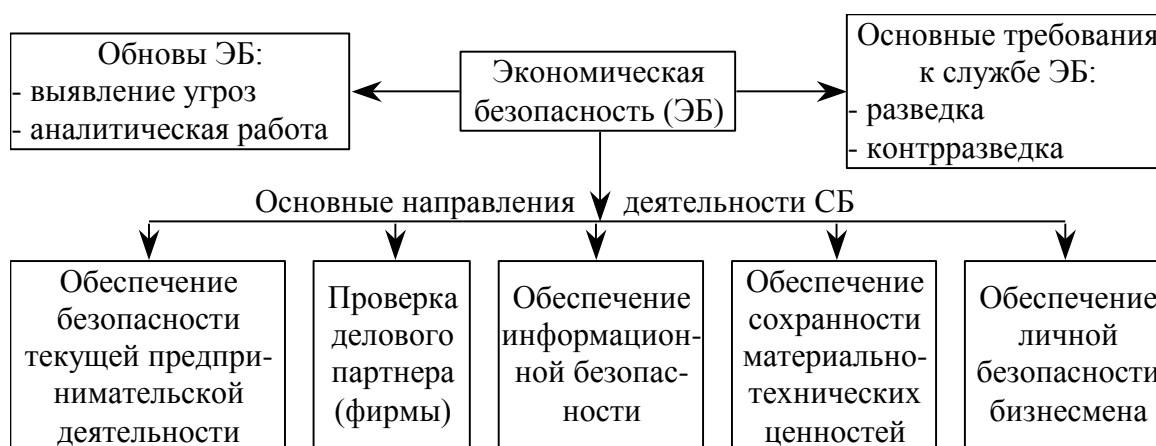 Обновы ЭБ:
- выявление угроз
- аналитическая работа
Экономическая
безопасность (ЭБ)
Основные требования
к службе ЭБ:
- разведка
- контрразведка
Основные направления деятельности СБ
Обеспечение
безопасности
текущей предпри-
нимательской
деятельности
Проверка
делового
партнера
(фирмы)
Обеспечение
информацион-
ной безопас-
ности
Обеспечение
сохранности
материально-
технических
ценностей
Обеспечение
личной
безопасности
бизнесмена